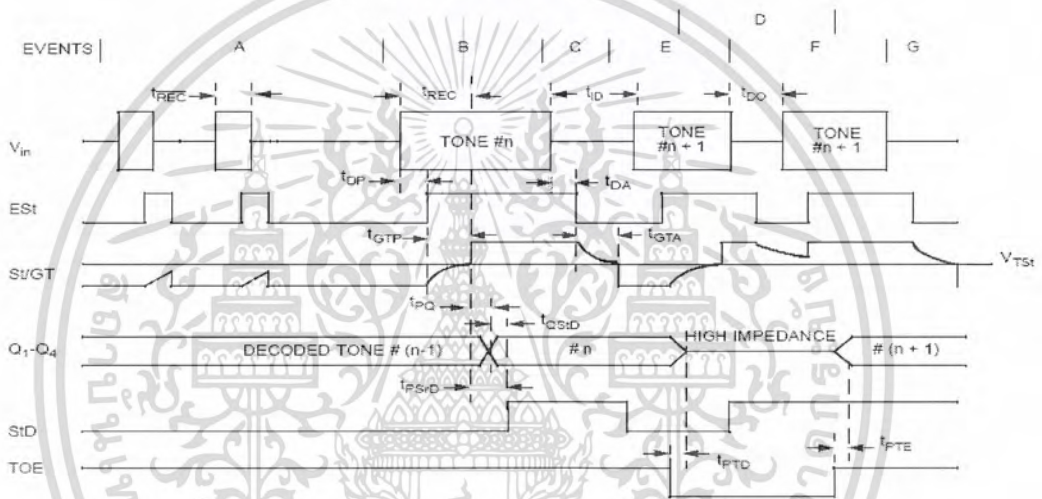 EVENTS A B C D E F G
tREC tREC tID tDO
Vin TONE #n TONE #n + 1 TONE #n + 1
tDP tDA
ESt
tGTP tGTA
St/GT VTSt
tPQ tQStD
Q1-Q4 DECODED TONE # (n-1) # n HIGH IMPEDANCE # (n + 1)
tPSrD
StD
tPTD tPTE
TOE